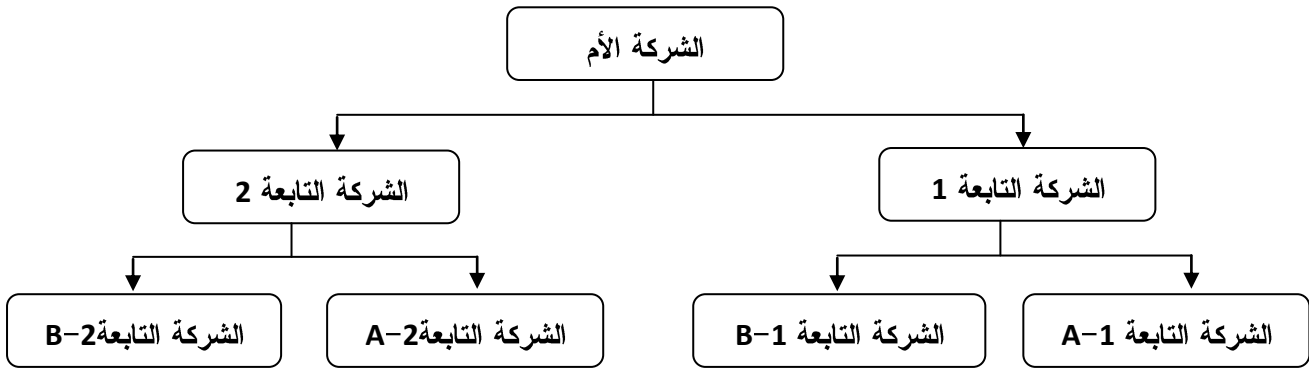 الشركة الأم
الشركة التابعة 1
الشركة التابعة 2
الشركة التابعة 1-A
الشركة التابعة 1-B
الشركة التابعة2-A
الشركة التابعة2-B